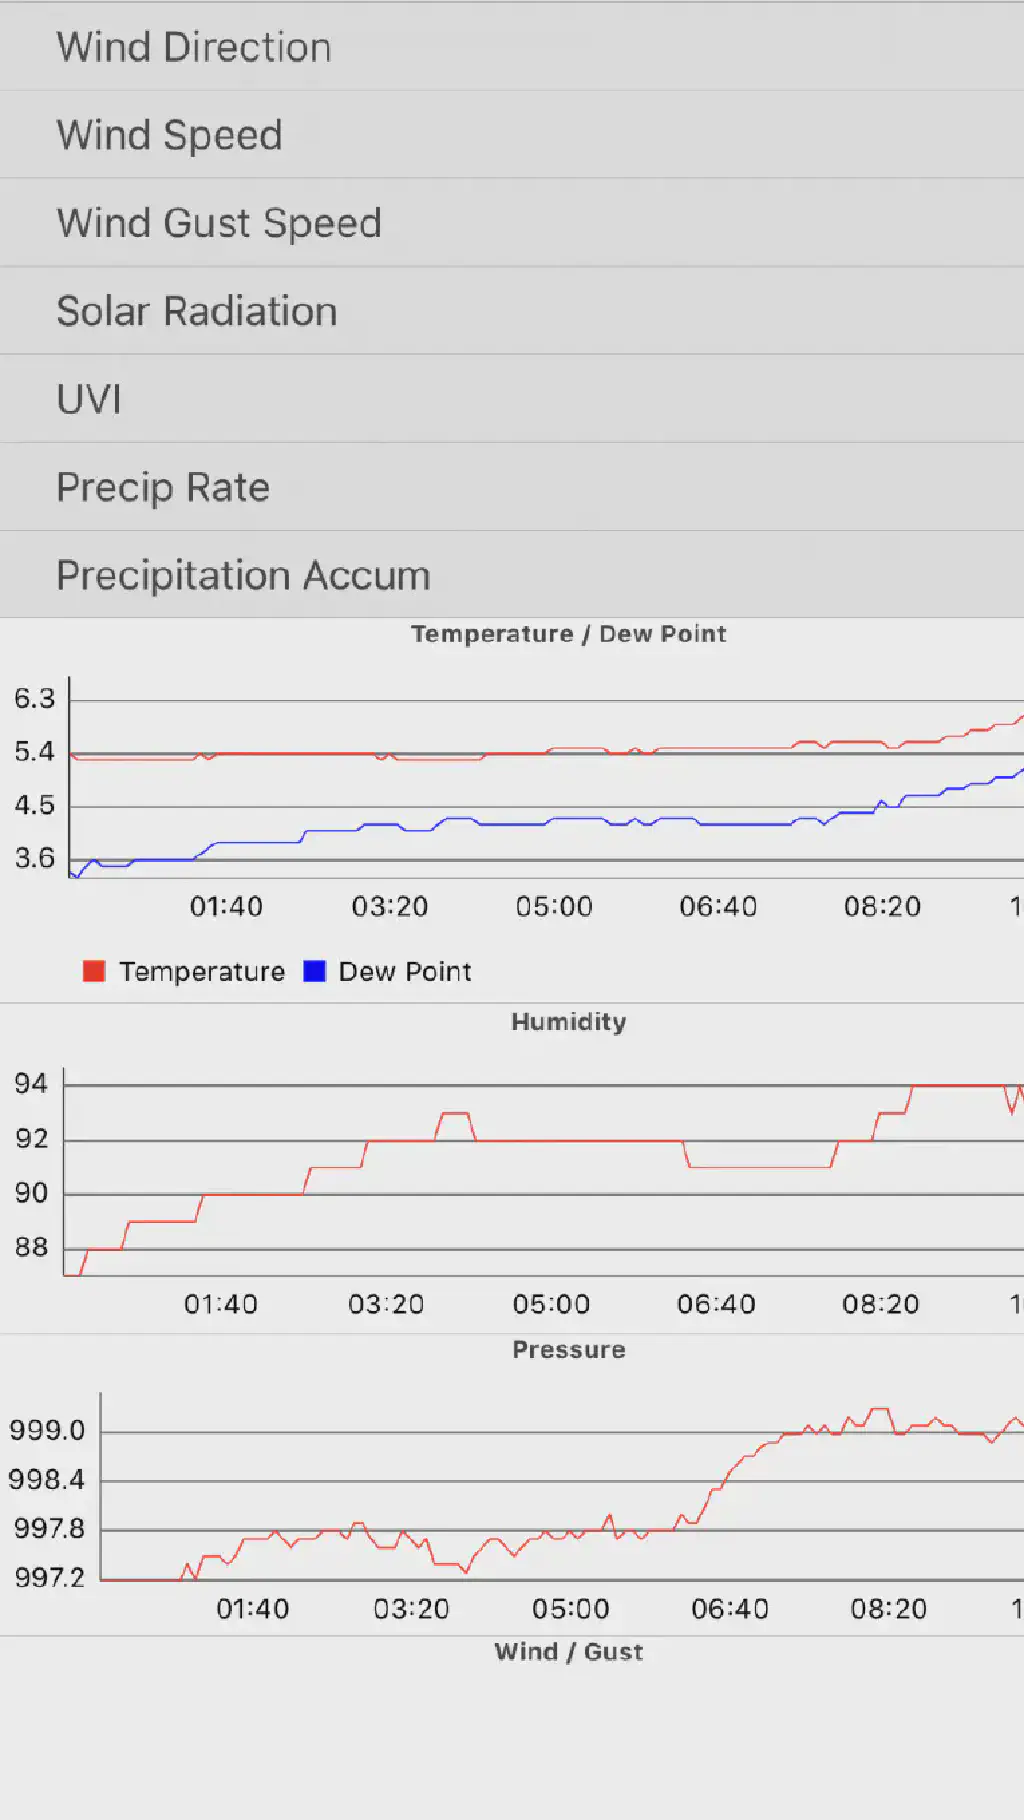 Wind Direction
Wind Speed
Wind Gust Speed
Solar Radiation
UVI
Precip Rate
Precipitation Accum
Temperature / Dew Point
6.3
5.4
4.5
3.6
01:40 03:20 05:00 06:40 08:20 1
Temperature Dew Point
Humidity
94
92
90
88
01:40 03:20 05:00 06:40 08:20 1
Pressure
999.0
998.4
997.8
997.2
01:40 03:20 05:00 06:40 08:20 1
Wind / Gust